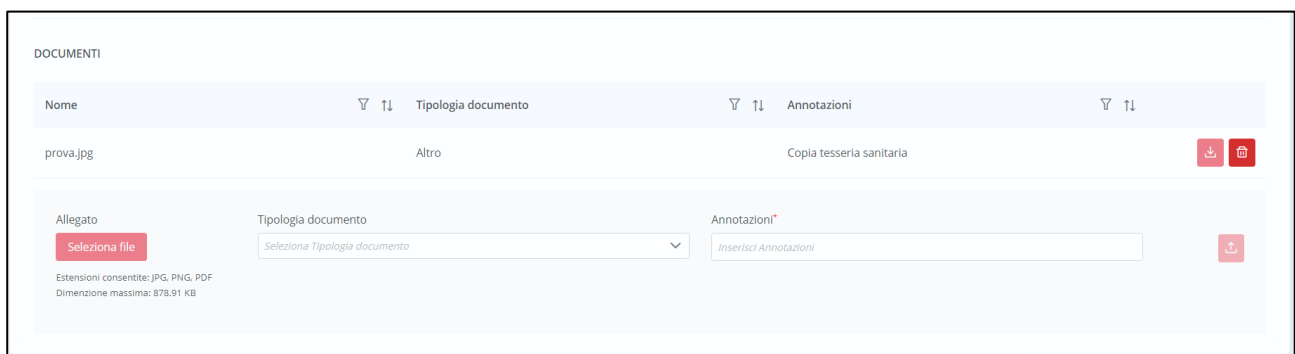 DOCUMENTI
Nome Tipologia documento Annotazioni
prova.jpg Altro Copia tesseria sanitaria
Allegato Tipologia documento Annotazioni*
Seleziona file Seleziona Tipologia documento Inserisci Annotazioni
Estensioni consentite: JPG, PNG, PDF
Dimenzione massima: 878.91 KB